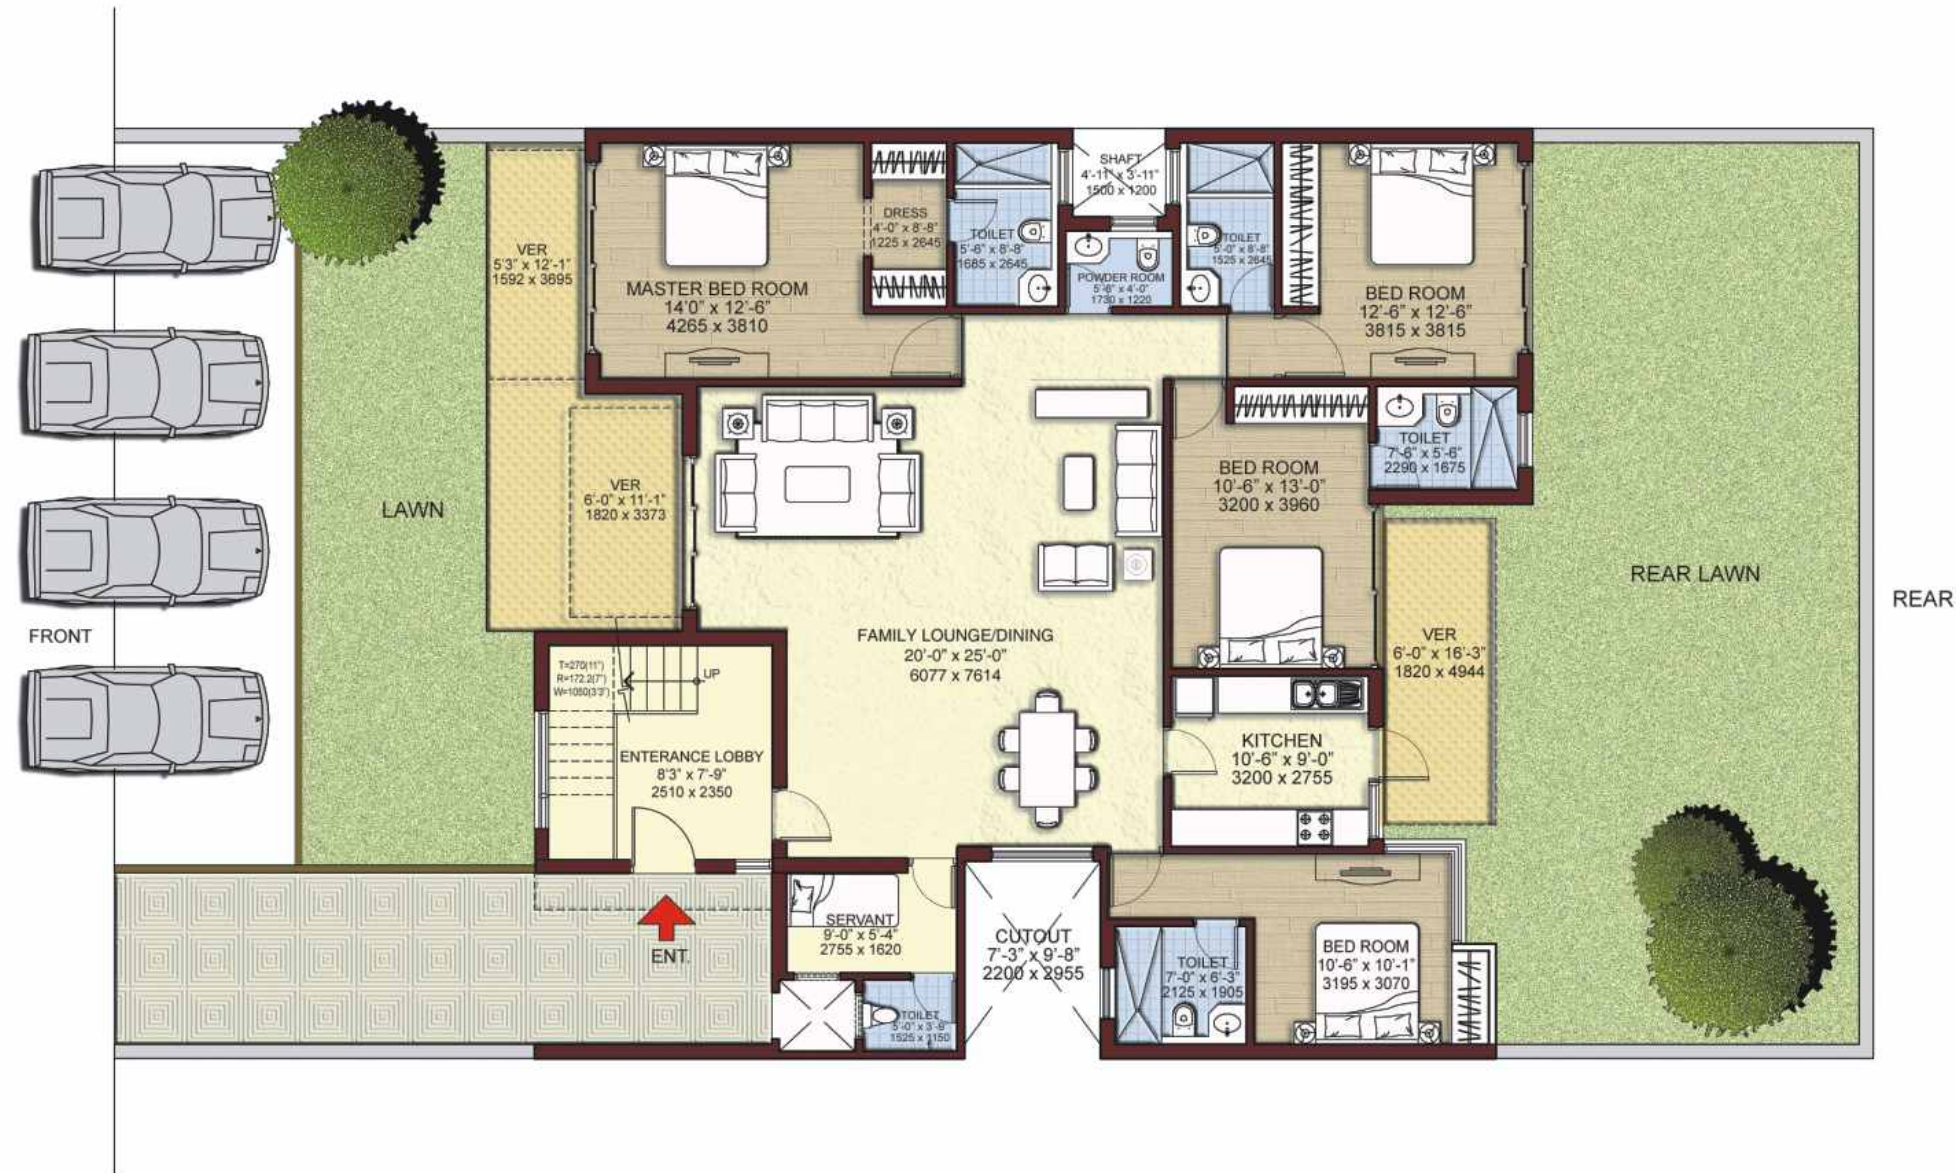 SHAFT
4'-11" x 3'-11"
1500 x 1200
DRESS
4'-0" x 8'-8"
1225 x 2645
TOILET
5'-6" x 8'-8"
1685 x 2645
TOILET
5'-0" x 8'-8"
1525 x 2645
VER
5'3" x 12'-1"
1592 x 3695
MASTER BED ROOM
14'0" x 12'-6"
4265 x 3810
POWDER ROOM
5'-8" x 4'-0"
1730 x 1220
BED ROOM
12'-6" x 12'-6"
3815 x 3815
TOILET
7'-6" x 5'-6"
2290 x 1675
BED ROOM
10'-6" x 13'-0"
3200 x 3960
VER
6'-0" x 11'-1"
1820 x 3373
LAWN
REAR LAWN
REAR
FRONT
FAMILY LOUNGE/DINING
20'-0" x 25'-0"
6077 x 7614
VER
6'-0" x 16'-3"
1820 x 4944
T=270(11")
R=172.2(7")
W=1050(3'3")
UP
ENTERANCE LOBBY
8'3" x 7'-9"
2510 x 2350
KITCHEN
10'-6" x 9'-0"
3200 x 2755
SERVANT
9'-0" x 5'-4"
2755 x 1620
ENT.
CUTOUT
7'-3" x 9'-8"
2200 x 2955
TOILET
7'-0" x 6'-3"
2125 x 1905
BED ROOM
10'-6" x 10'-1"
3195 x 3070
TOILET
5'-0" x 3'-9"
1525 x 1150